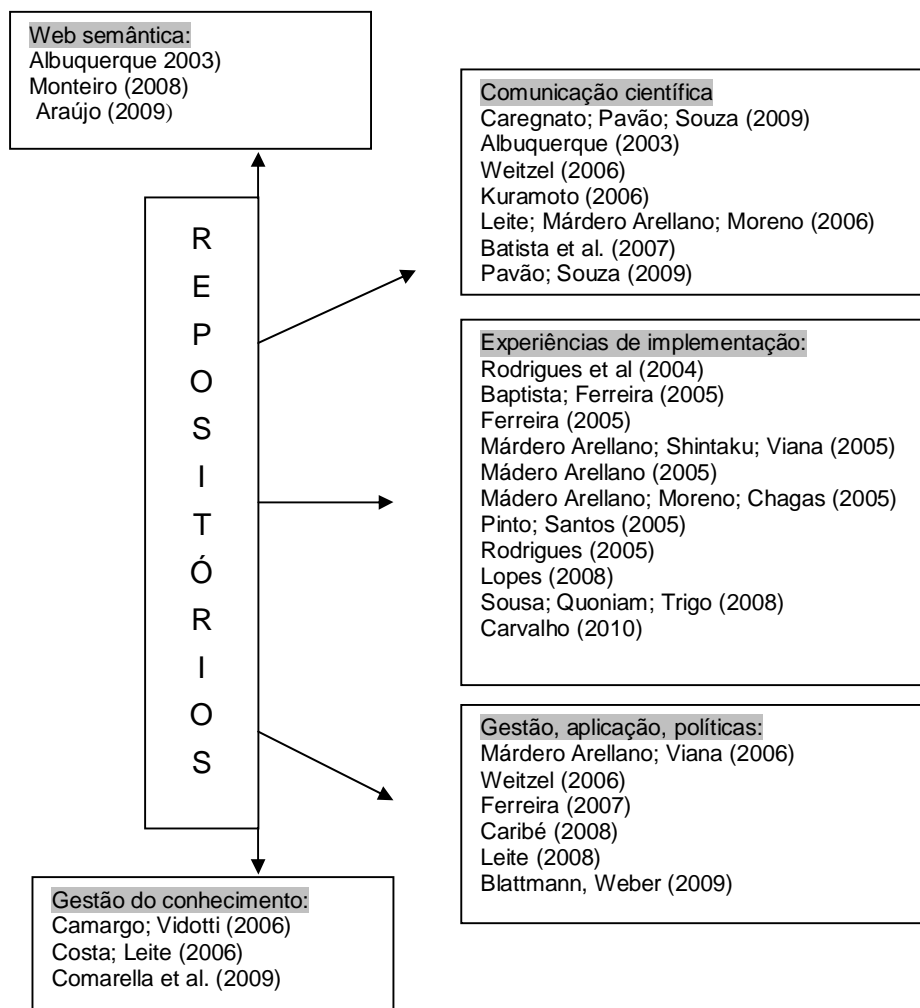 Web semântica:
Albuquerque 2003)
Monteiro (2008)
Araújo (2009)
Comunicação científica
Caregnato; Pavão; Souza (2009)
Albuquerque (2003)
Weitzel (2006)
Kuramoto (2006)
Leite; Márdero Arellano; Moreno (2006)
Batista et al. (2007)
Pavão; Souza (2009)
R
E
P
O
S
I
T
Ó
R
I
O
S
Experiências de implementação:
Rodrigues et al (2004)
Baptista; Ferreira (2005)
Ferreira (2005)
Márdero Arellano; Shintaku; Viana (2005)
Mádero Arellano (2005)
Mádero Arellano; Moreno; Chagas (2005)
Pinto; Santos (2005)
Rodrigues (2005)
Lopes (2008)
Sousa; Quoniam; Trigo (2008)
Carvalho (2010)
Gestão, aplicação, políticas:
Márdero Arellano; Viana (2006)
Weitzel (2006)
Ferreira (2007)
Caribé (2008)
Leite (2008)
Blattmann, Weber (2009)
Gestão do conhecimento:
Camargo; Vidotti (2006)
Costa; Leite (2006)
Comarella et al. (2009)